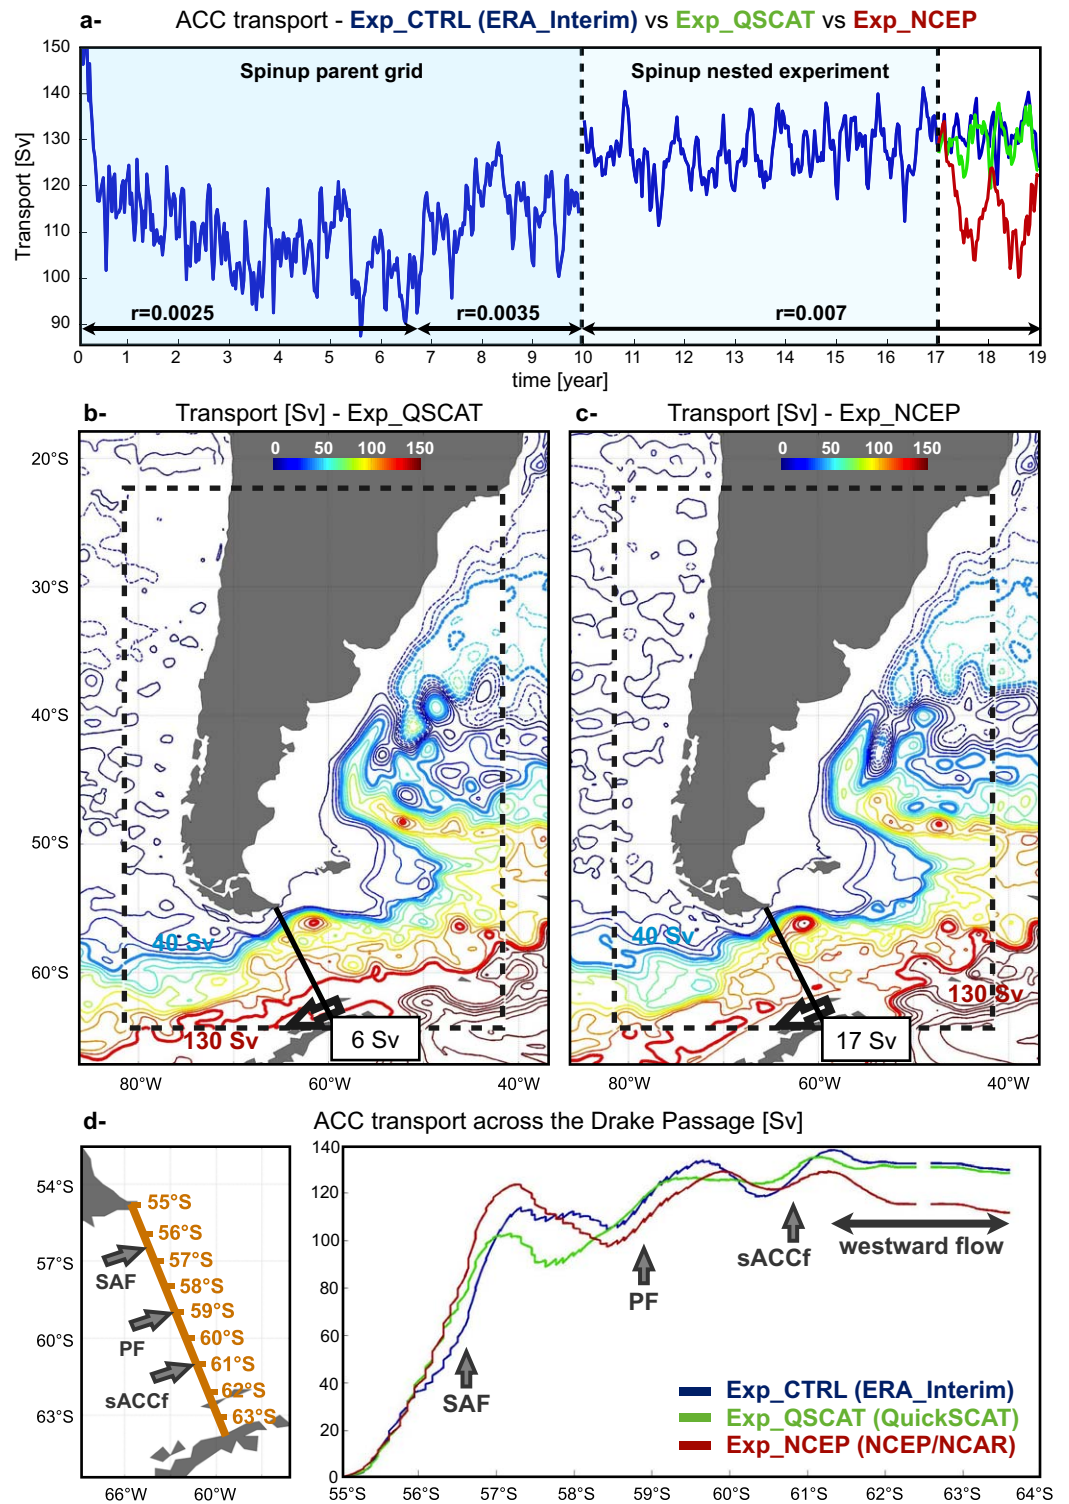 a- ACC transport - Exp_CTRL (ERA_Interim) vs Exp_QSCAT vs Exp_NCEP
Transport [Sv]
150
140
130
120
110
100
90
Spinup parent grid
Spinup nested experiment
r=0.0025
r=0.0035
r=0.007
0 1 2 3 4 5 6 7 8 9 10 11 12 13 14 15 16 17 18 19
time [year]
b- Transport [Sv] - Exp_QSCAT
0 50 100 150
20°S
30°S
40°S
50°S
60°S
40 Sv
130 Sv
6 Sv
80°W 60°W 40°W
c- Transport [Sv] - Exp_NCEP
0 50 100 150
40 Sv
130 Sv
17 Sv
80°W 60°W 40°W
d- ACC transport across the Drake Passage [Sv]
54°S
57°S
60°S
63°S
55°S
56°S
57°S
58°S
59°S
60°S
61°S
62°S
63°S
SAF
PF
sACCf
66°W 60°W
140
120
100
80
60
40
20
0
SAF
PF
sACCf
westward flow
Exp_CTRL (ERA_Interim)
Exp_QSCAT (QuickSCAT)
Exp_NCEP (NCEP/NCAR)
55°S 56°S 57°S 58°S 59°S 60°S 61°S 62°S 63°S 64°S